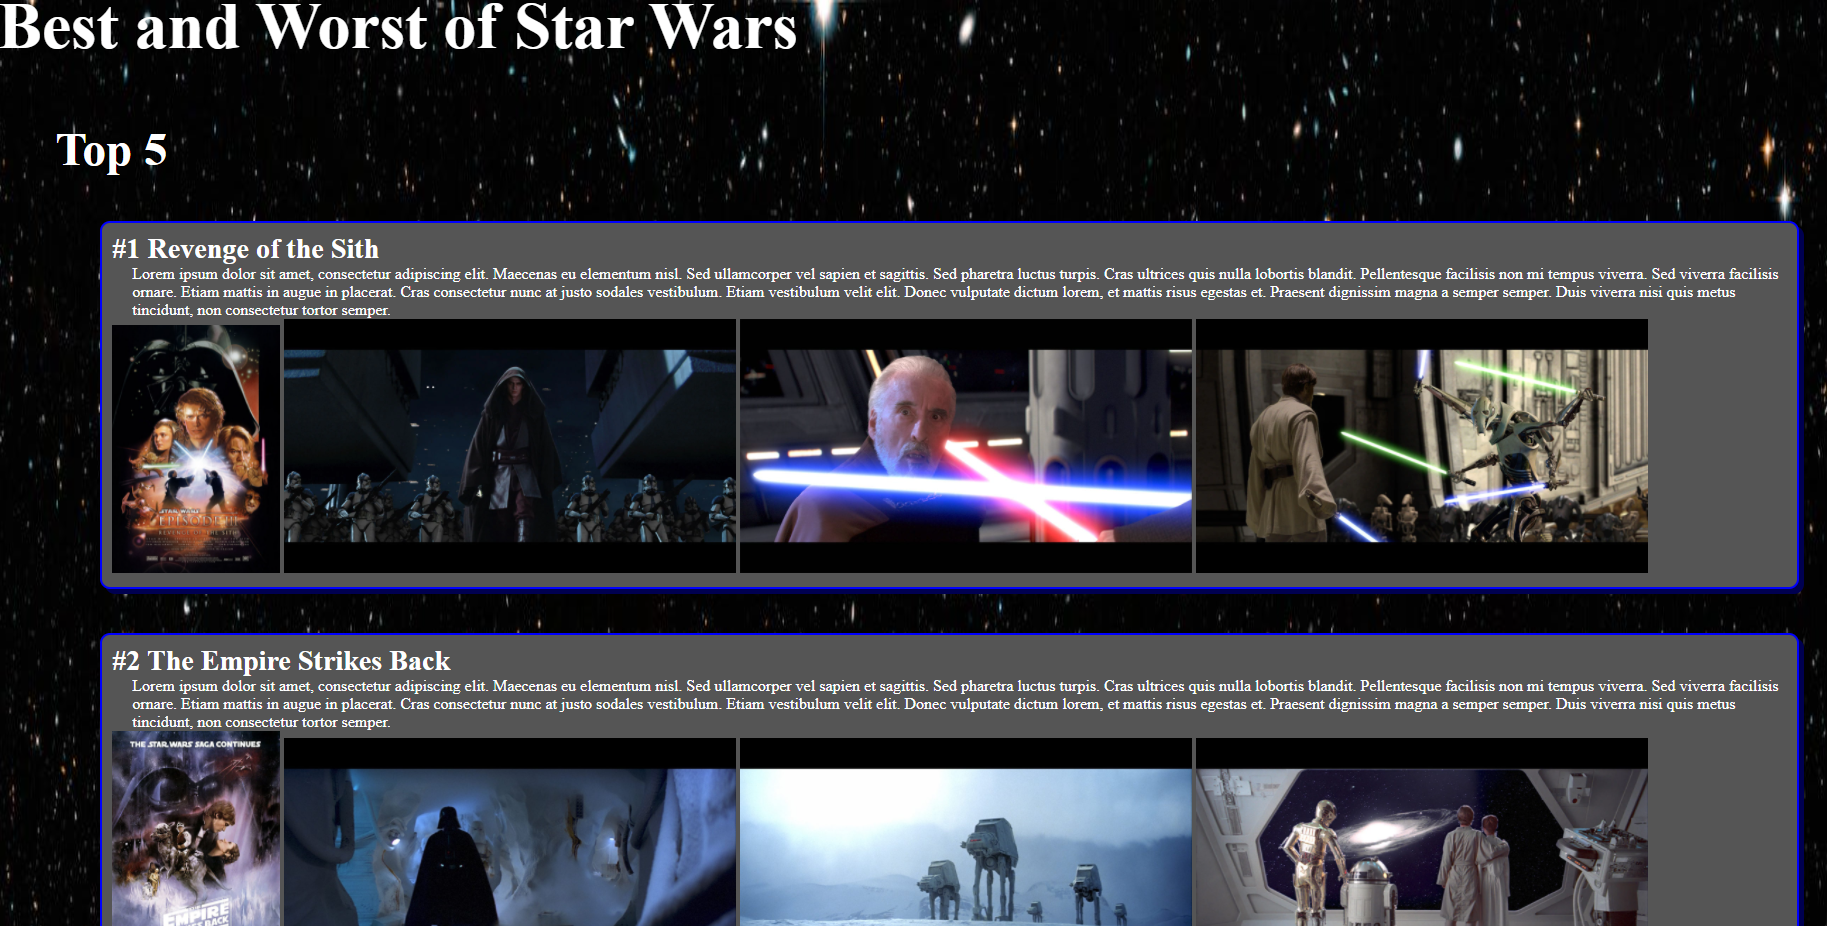 Best and Worst of Star Wars
Top 5
#1 Revenge of the Sith
Lorem ipsum dolor sit amet, consectetur adipiscing elit. Maecenas eu elementum nisl. Sed ullamcorper vel sapien et sagittis. Sed pharetra luctus turpis. Cras ultrices quis nulla lobortis blandit. Pellentesque facilisis non mi tempus viverra. Sed viverra facilisis
ornare. Etiam mattis in augue in placerat. Cras consectetur nunc at justo sodales vestibulum. Etiam vestibulum velit elit. Donec vulputate dictum lorem, et mattis risus egestas et. Praesent dignissim magna a semper semper. Duis viverra nisi quis metus
tincidunt, non consectetur tortor semper.
STAR WARS
EPISODE III
REVENGE OF THE SITH
#2 The Empire Strikes Back
Lorem ipsum dolor sit amet, consectetur adipiscing elit. Maecenas eu elementum nisl. Sed ullamcorper vel sapien et sagittis. Sed pharetra luctus turpis. Cras ultrices quis nulla lobortis blandit. Pellentesque facilisis non mi tempus viverra. Sed viverra facilisis
ornare. Etiam mattis in augue in placerat. Cras consectetur nunc at justo sodales vestibulum. Etiam vestibulum velit elit. Donec vulputate dictum lorem, et mattis risus egestas et. Praesent dignissim magna a semper semper. Duis viverra nisi quis metus
tincidunt, non consectetur tortor semper.
THE STAR WARS SAGA CONTINUES
THE
EMPIRE
BACK